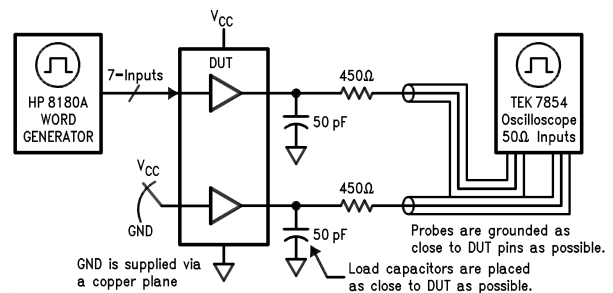 V_CC
HP 8180A
WORD
GENERATOR
7-Inputs
DUT
450Ω
50 pF
TEK 7854
Oscilloscope
50Ω Inputs
V_CC
GND
450Ω
50 pF
GND is supplied via
a copper plane
Probes are grounded as
close to DUT pins as possible.
Load capacitors are placed
as close to DUT as possible.